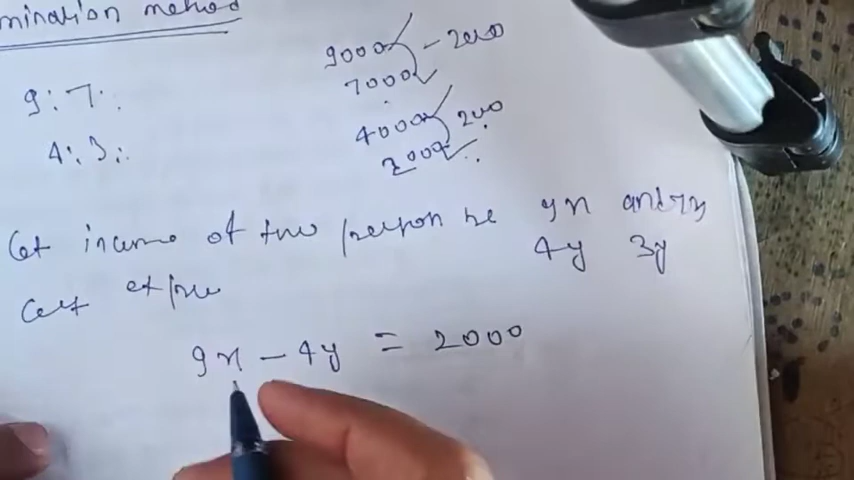 mination method
9:7:
9000 - 2000
7000
4:3:
4000 200
2000
Let income of two person be 9x and 7x
4y 3y
Let
9x - 4y = 2000